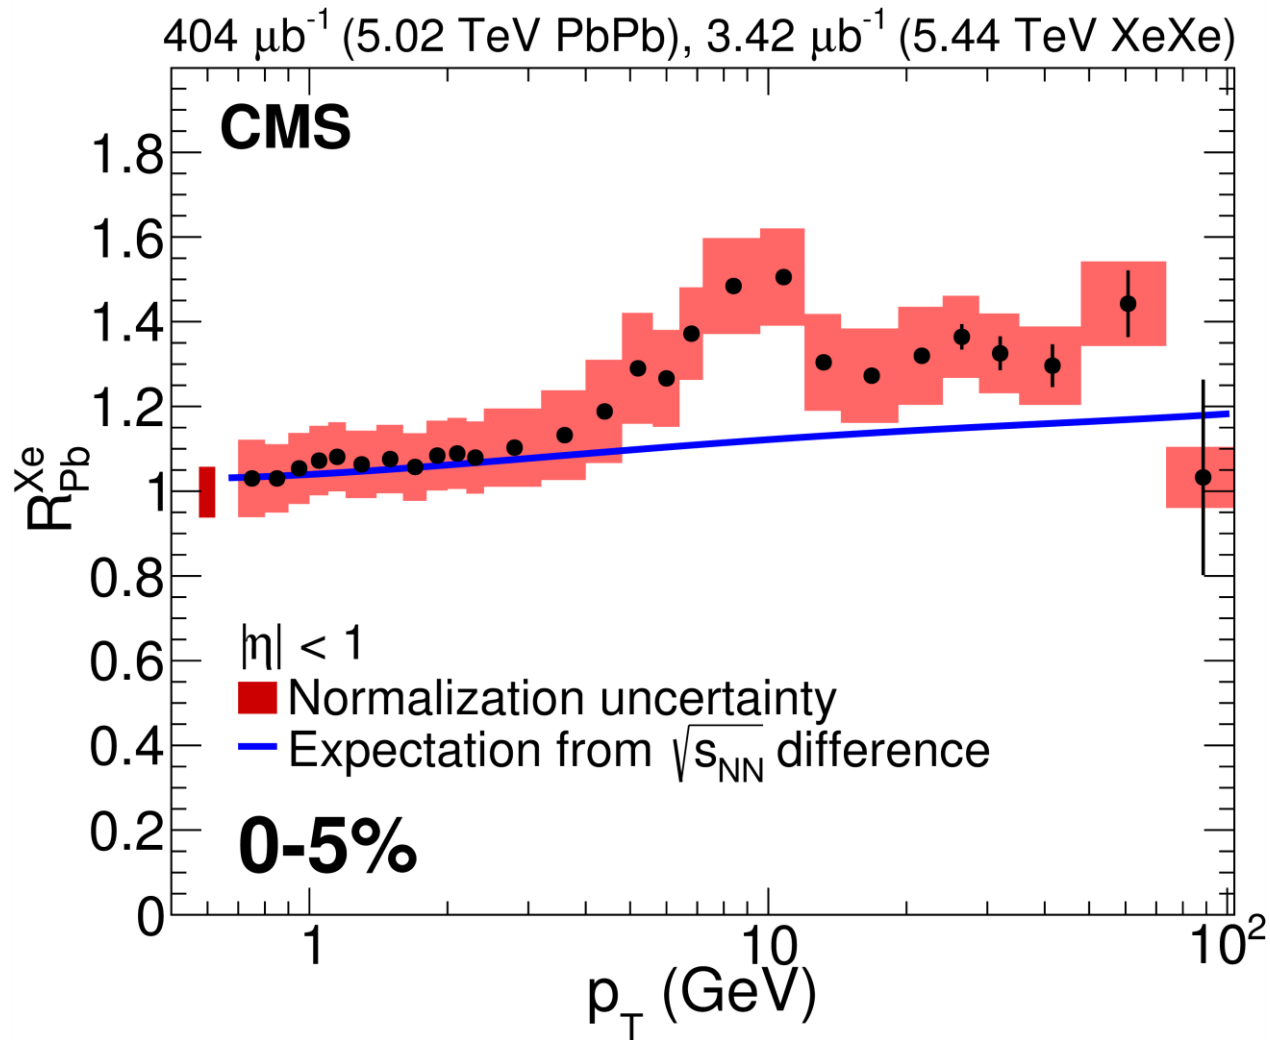 404 μb⁻¹ (5.02 TeV PbPb), 3.42 μb⁻¹ (5.44 TeV XeXe)
CMS
1.8
1.6
1.4
1.2
1
0.8
0.6
0.4
0.2
0
R^Xe_Pb
|η| < 1
Normalization uncertainty
Expectation from √s_NN difference
0-5%
1 10 10²
p_T (GeV)